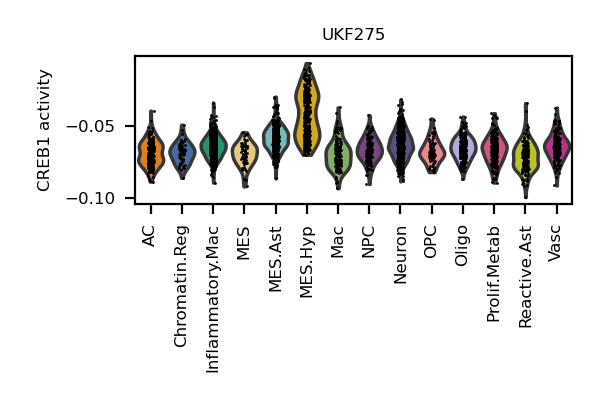 UKF275
CREB1 activity
−0.05
−0.10
AC
Chromatin.Reg
Inflammatory.Mac
MES
MES.Ast
MES.Hyp
Mac
NPC
Neuron
OPC
Oligo
Prolif.Metab
Reactive.Ast
Vasc